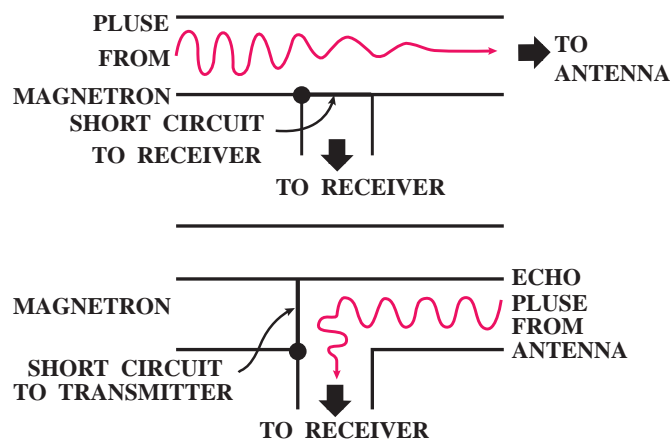 PLUSE
FROM
MAGNETRON
TO
ANTENNA
SHORT CIRCUIT
TO RECEIVER
TO RECEIVER
MAGNETRON
ECHO
PLUSE
FROM
ANTENNA
SHORT CIRCUIT
TO TRANSMITTER
TO RECEIVER